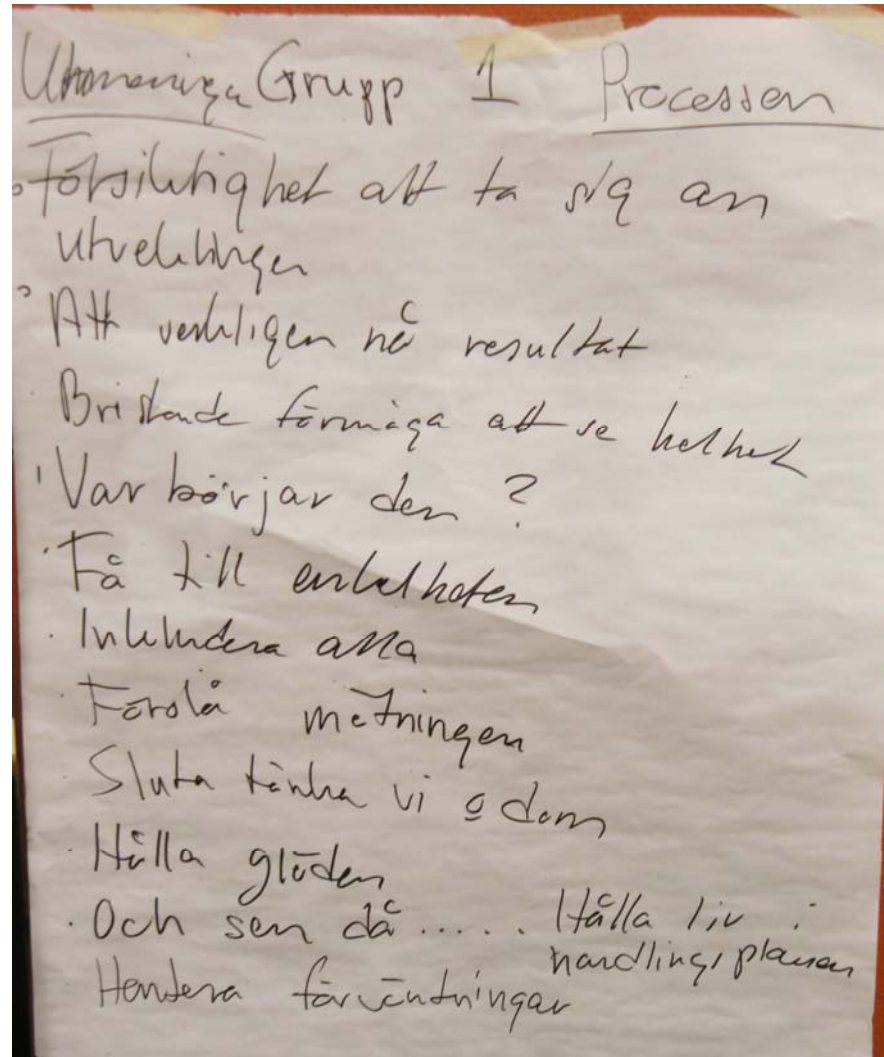 Utmaningar Grupp 1 Processen
Försiktighet att ta sig an
utvecklingen
Att verkligen nå resultat
Bristande förmåga att se helhet
Var börjar den ?
Få till enkelheten
Inkludera alla
Förstå mätningen
Sluta tänka vi o dom
Hålla glöden
Och sen då ..... Hålla liv i
handlingsplanen
Hantera förväntningar